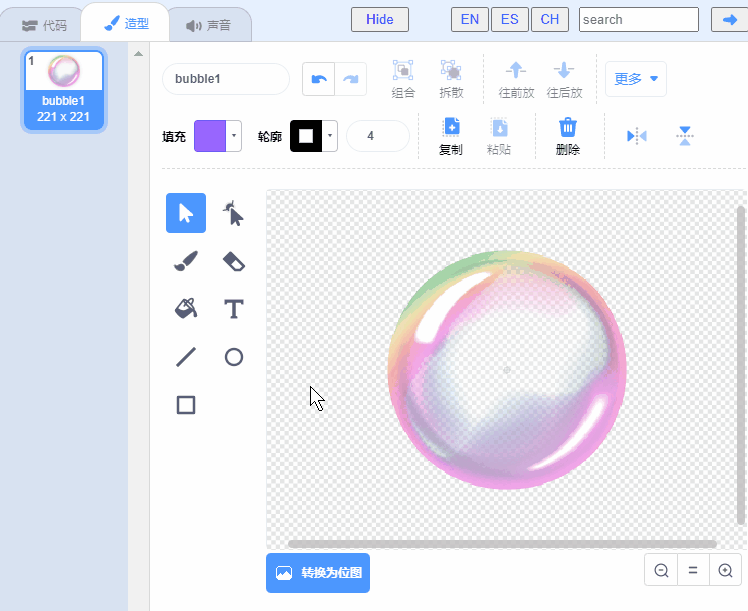 代码
造型
声音
Hide
EN
ES
CH
search
1
bubble1
221 x 221
bubble1
组合
拆散
往前放
往后放
更多
填充
轮廓
4
复制
粘贴
删除
T
转换为位图